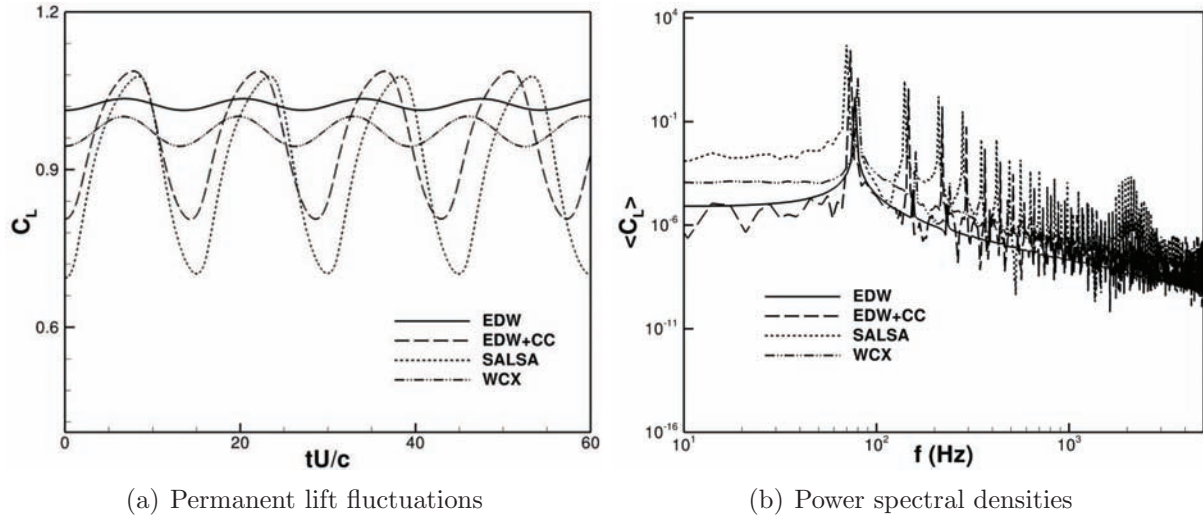 1.2
0.9
0.6
C_L
0
20
40
60
tU/c
EDW
EDW+CC
SALSA
WCX
(a) Permanent lift fluctuations
10^4
10^-1
10^-6
10^-11
10^-16
<C_L>
10^1
10^2
10^3
f (Hz)
EDW
EDW+CC
SALSA
WCX
(b) Power spectral densities